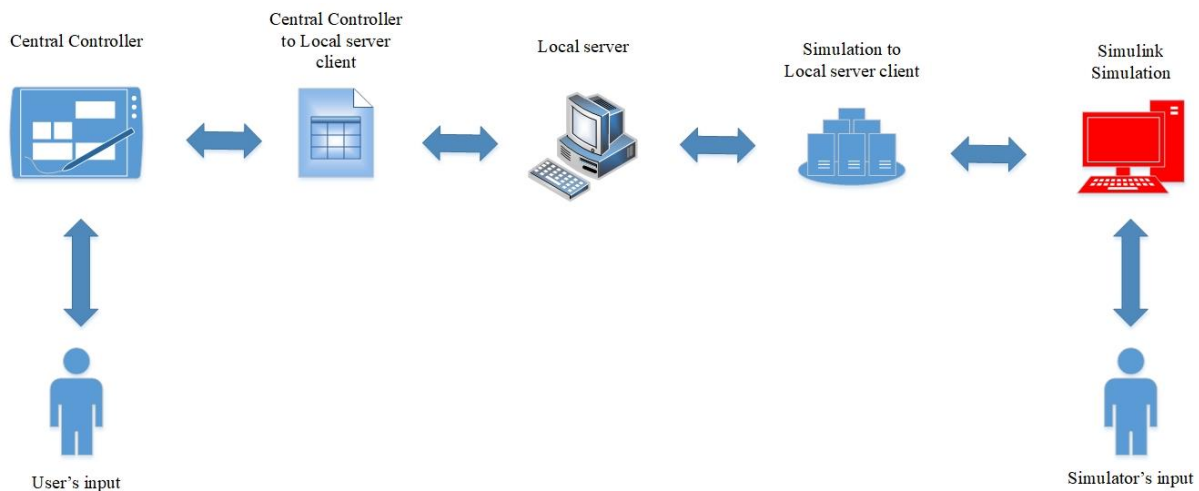 Central Controller
Central Controller
to Local server
client
Local server
Simulation to
Local server client
Simulink
Simulation
User’s input
Simulator’s input